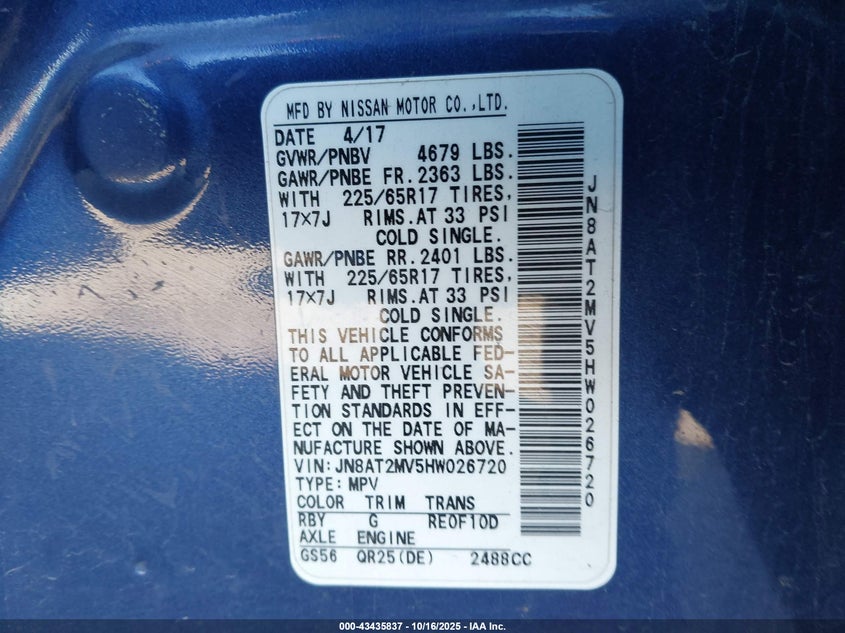 MFD BY NISSAN MOTOR CO.,LTD.
DATE 4/17
GVWR/PNBV 4679 LBS.
GAWR/PNBE FR.2363 LBS.
WITH 225/65R17 TIRES,
17×7J RIMS.AT 33 PSI
COLD SINGLE.
GAWR/PNBE RR.2401 LBS.
WITH 225/65R17 TIRES,
17×7J RIMS.AT 33 PSI
COLD SINGLE.
THIS VEHICLE CONFORMS
TO ALL APPLICABLE FED-
ERAL MOTOR VEHICLE SA-
FETY AND THEFT PREVEN-
TION STANDARDS IN EFF-
ECT ON THE DATE OF MA-
NUFACTURE SHOWN ABOVE.
VIN:JN8AT2MV5HW026720
TYPE:MPV
COLOR TRIM TRANS
RBY G RE0F10D
AXLE ENGINE
GS56 QR25(DE) 2488CC
JN8AT2MV5HW026720
000-43435837 - 10/16/2025 - IAA Inc.